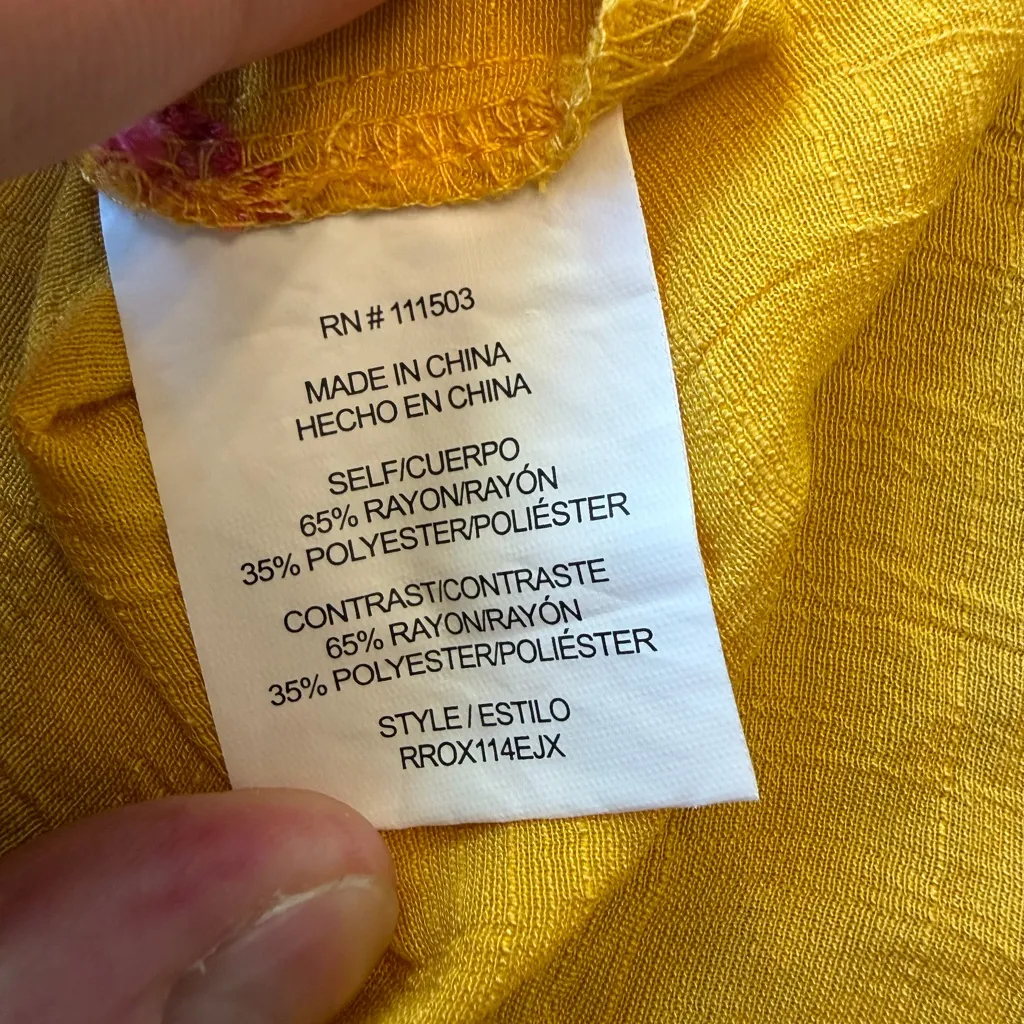 RN # 111503
MADE IN CHINA
HECHO EN CHINA
SELF/CUERPO
65% RAYON/RAYÓN
35% POLYESTER/POLIÉSTER
CONTRAST/CONTRASTE
65% RAYON/RAYÓN
35% POLYESTER/POLIÉSTER
STYLE / ESTILO
RROX114EJX